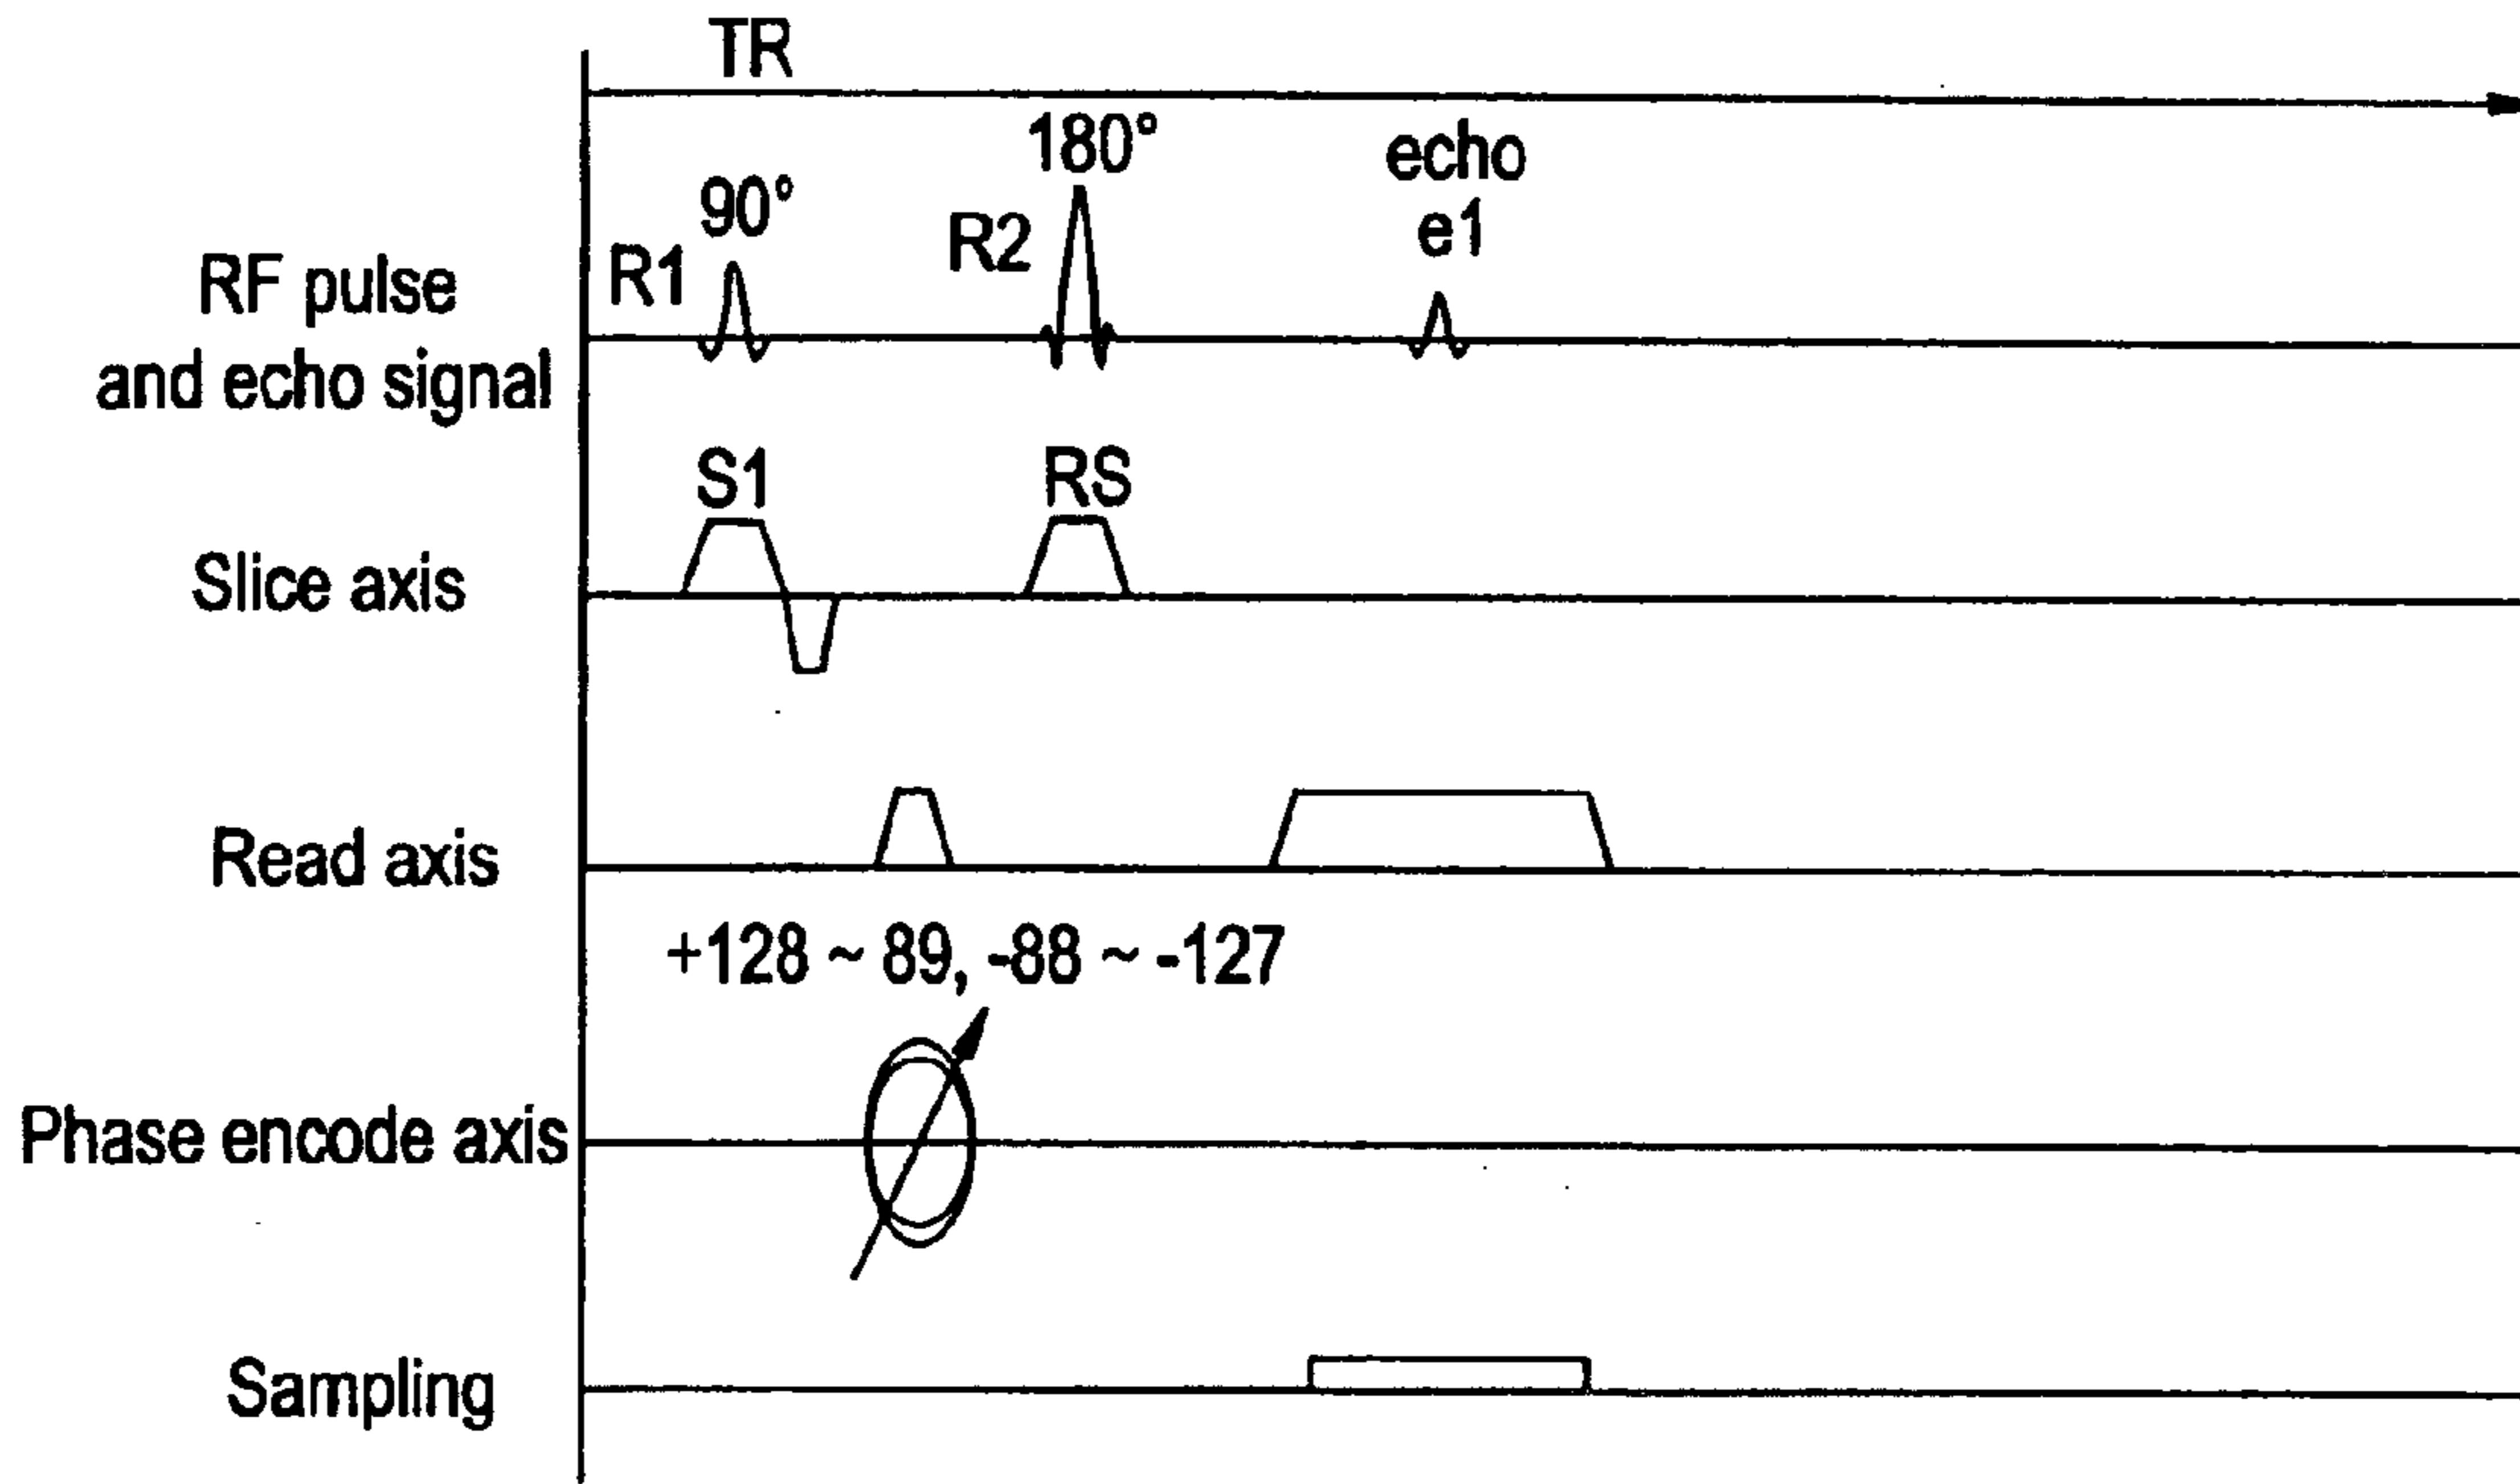 TR
180°
echo
90°
R2
e1
R1
RF pulse
and echo signal
S1
RS
Slice axis
Read axis
+128 ~ 89, -88 ~ -127
Phase encode axis
Sampling